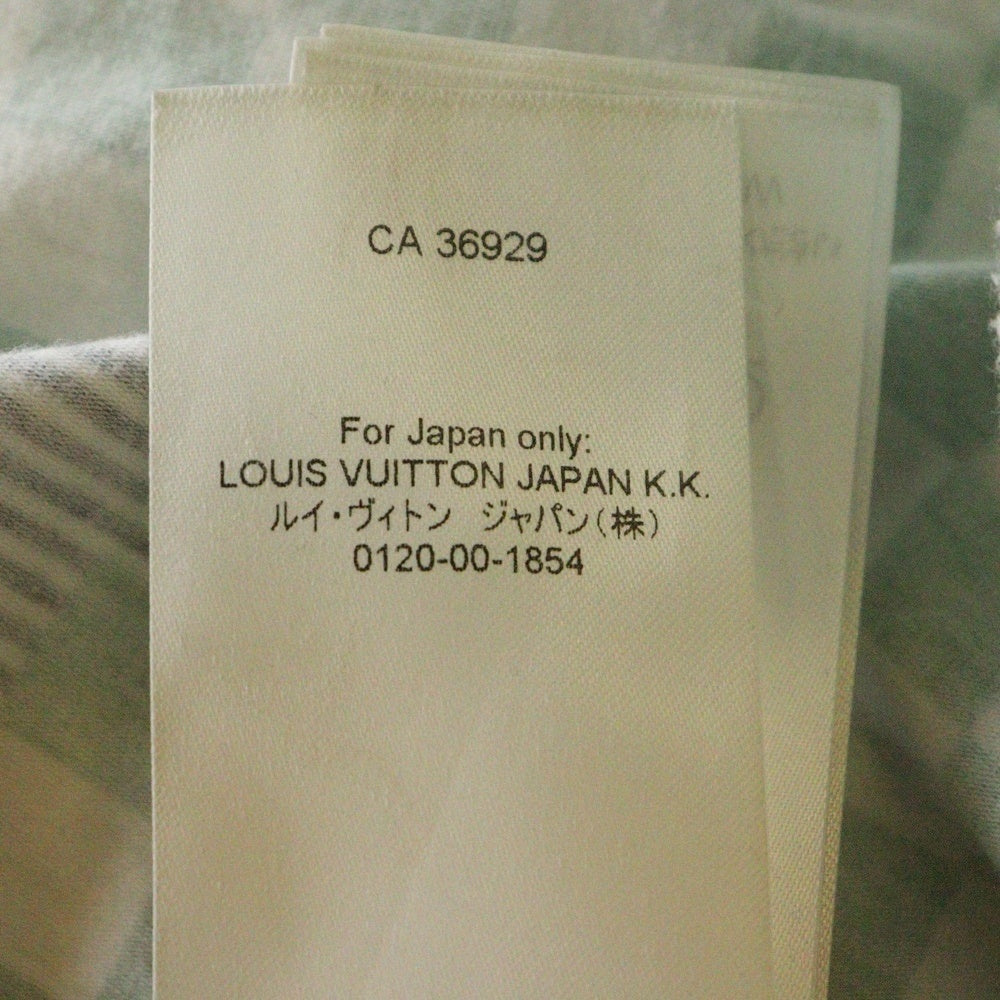 CA 36929
For Japan only:
LOUIS VUITTON JAPAN K.K.
ルイ・ヴィトン　ジャパン(株)
0120-00-1854